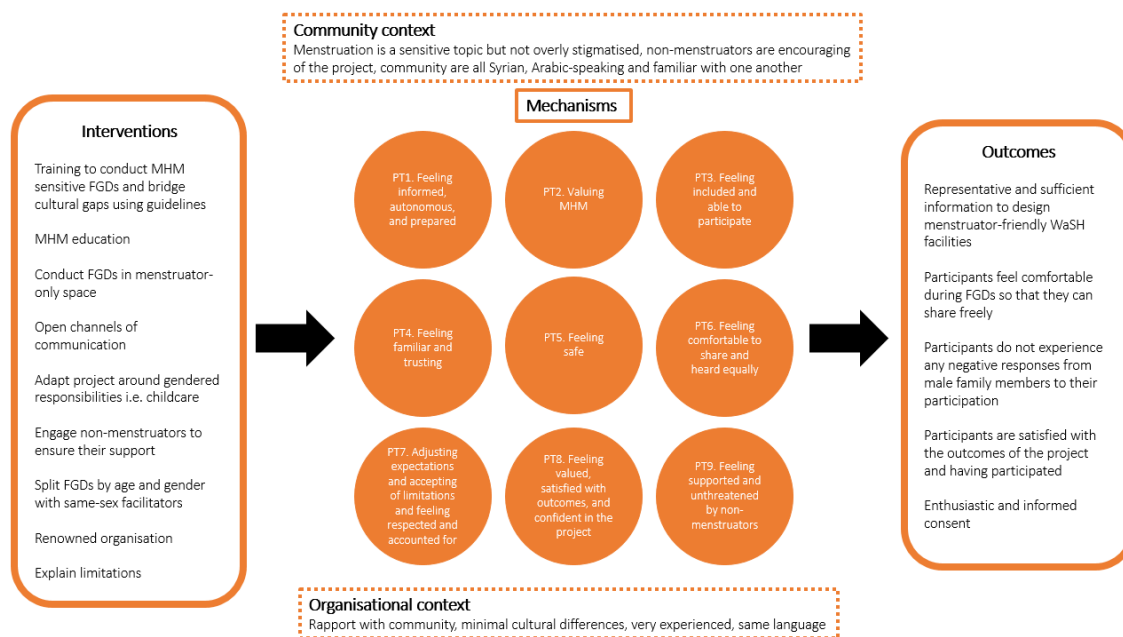 Community context
Menstruation is a sensitive topic but not overly stigmatised, non-menstruators are encouraging
of the project, community are all Syrian, Arabic-speaking and familiar with one another
Mechanisms
Interventions
Training to conduct MHM
sensitive FGDs and bridge
cultural gaps using guidelines
MHM education
Conduct FGDs in menstruator-
only space
Open channels of
communication
Adapt project around gendered
responsibilities i.e. childcare
Engage non-menstruators to
ensure their support
Split FGDs by age and gender
with same-sex facilitators
Renowned organisation
Explain limitations
PT1. Feeling
informed,
autonomous,
and prepared
PT2. Valuing
MHM
PT3. Feeling
included and
able to
participate
PT4. Feeling
familiar and
trusting
PT5. Feeling
safe
PT6. Feeling
comfortable to
share and
heard equally
PT7. Adjusting
expectations
and accepting
of limitations
and feeling
respected and
accounted for
PT8. Feeling
valued,
satisfied with
outcomes, and
confident in the
project
PT9. Feeling
supported and
unthreatened
by non-
menstruators
Outcomes
Representative and sufficient
information to design
menstruator-friendly WaSH
facilities
Participants feel comfortable
during FGDs so that they can
share freely
Participants do not experience
any negative responses from
male family members to their
participation
Participants are satisfied with
the outcomes of the project
and having participated
Enthusiastic and informed
consent
Organisational context
Rapport with community, minimal cultural differences, very experienced, same language